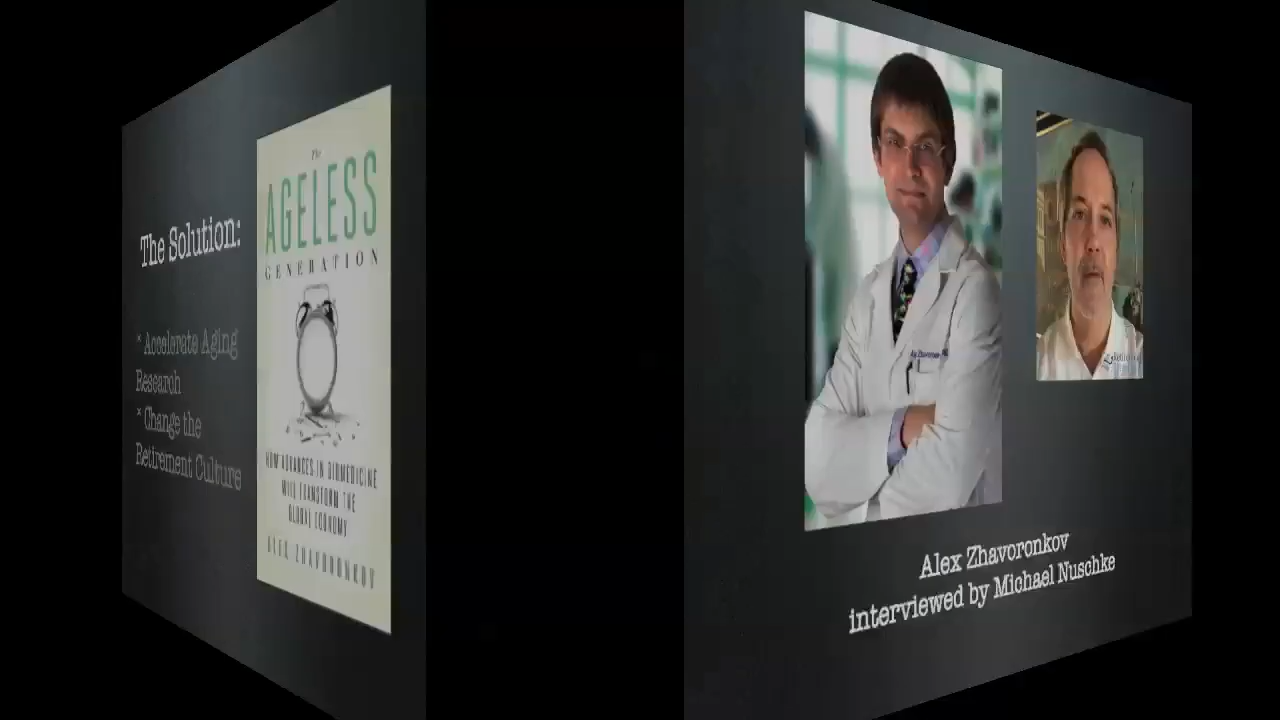 The Solution:
* Accelerate Aging
Research
* Change the
Retirement Culture
The
AGELESS
GENERATION
HOW ADVANCES IN BIOMEDICINE
WILL TRANSFORM THE
GLOBAL ECONOMY
ALEX ZHAVORONKOV
Alex Zhavoronkov
interviewed by Michael Nuschke